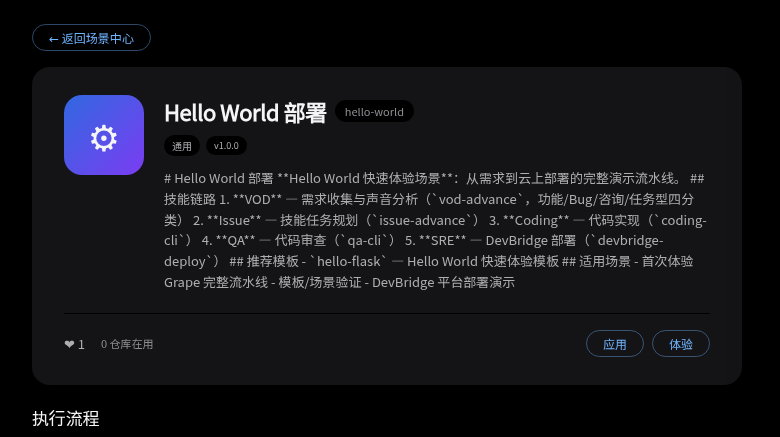 ← 返回场景中心
Hello World 部署 hello-world
通用 v1.0.0
# Hello World 部署 **Hello World 快速体验场景**：从需求到云上部署的完整演示流水线。 ##
技能链路 1. **VOD** — 需求收集与声音分析（`vod-advance`，功能/Bug/咨询/任务型四分
类） 2. **Issue** — 技能任务规划（`issue-advance`） 3. **Coding** — 代码实现（`coding-
cli`） 4. **QA** — 代码审查（`qa-cli`） 5. **SRE** — DevBridge 部署（`devbridge-
deploy`） ## 推荐模板 - `hello-flask` — Hello World 快速体验模板 ## 适用场景 - 首次体验
Grape 完整流水线 - 模板/场景验证 - DevBridge 平台部署演示
❤ 1 0 仓库在用 应用 体验
执行流程